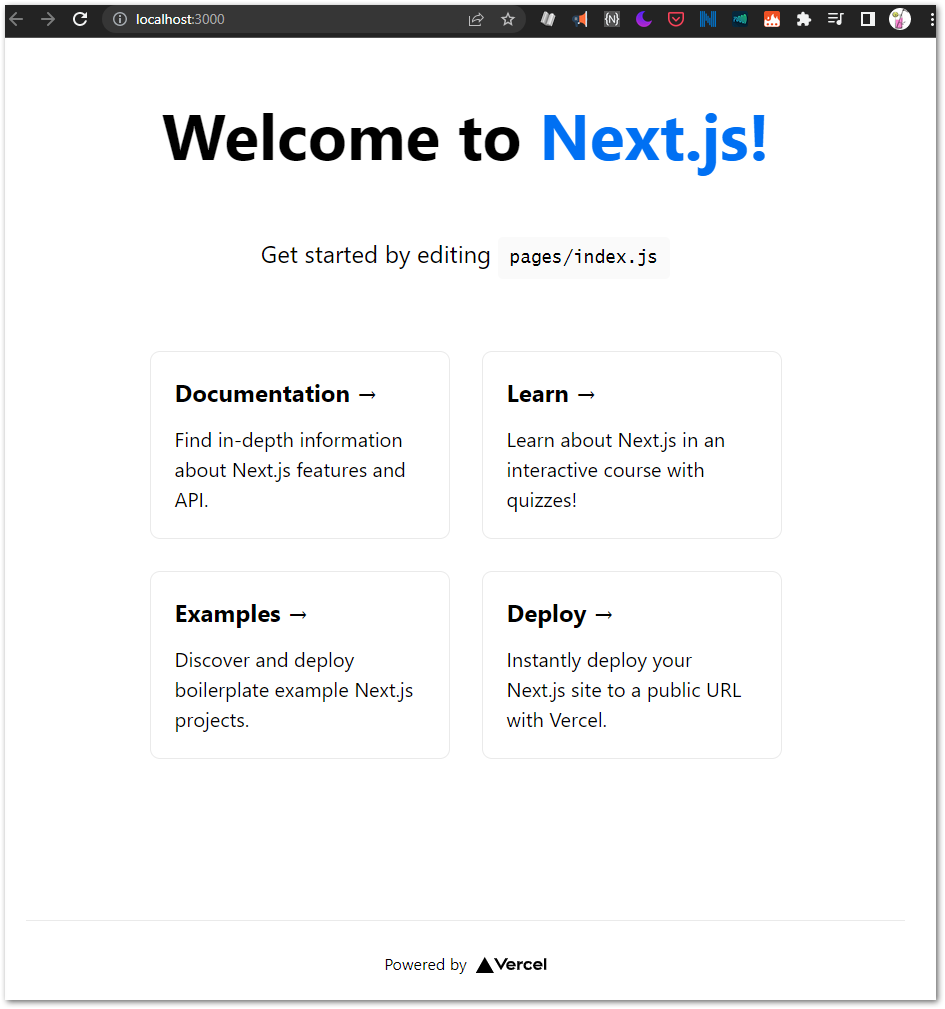 localhost:3000
Welcome to Next.js!
Get started by editing pages/index.js
Documentation →
Find in-depth information
about Next.js features and
API.
Learn →
Learn about Next.js in an
interactive course with
quizzes!
Examples →
Discover and deploy
boilerplate example Next.js
projects.
Deploy →
Instantly deploy your
Next.js site to a public URL
with Vercel.
Powered by ▲Vercel